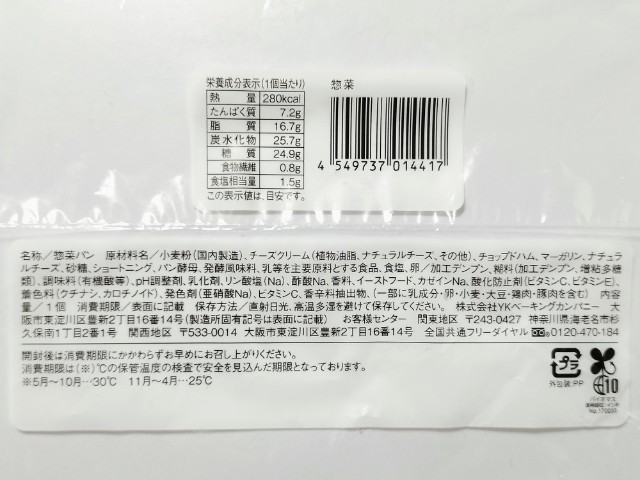 栄養成分表示(1個当たり)
熱量 280kcal
たんぱく質 7.2g
脂質 16.7g
炭水化物 25.7g
糖質 24.9g
食物繊維 0.8g
食塩相当量 1.5g
この表示値は、目安です。
惣菜
4 549737 014417
名称/惣菜パン 原材料名/小麦粉(国内製造)、チーズクリーム(植物油脂、ナチュラルチーズ、その他)、チョップドハム、マーガリン、ナチュラ
ルチーズ、砂糖、ショートニング、パン酵母、発酵風味料、乳等を主要原料とする食品、食塩、卵/加工デンプン、糊料(加工デンプン、増粘多糖
類)、調味料(有機酸等)、pH調整剤、乳化剤、リン酸塩(Na)、酢酸Na、香料、イーストフード、カゼインNa、酸化防止剤(ビタミンC、ビタミンE)、
着色料(クチナシ、カロチノイド)、発色剤(亜硝酸Na)、ビタミンC、香辛料抽出物、(一部に乳成分・卵・小麦・大豆・鶏肉・豚肉を含む) 内容
量/1個 消費期限/表面に記載 保存方法/直射日光、高温多湿を避けて保存してください。 株式会社YKベーキングカンパニー 大
阪市東淀川区豊新2丁目16番14号(製造所固有記号は表面に記載) お客様センター 関東地区 〒243-0427 神奈川県海老名市杉
久保南1丁目2番1号 関西地区 〒533-0014 大阪市東淀川区豊新2丁目16番14号 全国共通フリーダイヤル 0120-470-184
開封後は消費期限にかかわらずお早めにお召し上がりください。
消費期限は(※)℃の保管温度の検査で安全を見込んだ期限となっております。
※5月~10月…30℃ 11月~4月…25℃
プラ
外包装:PP
10
バイオマス
No.170093